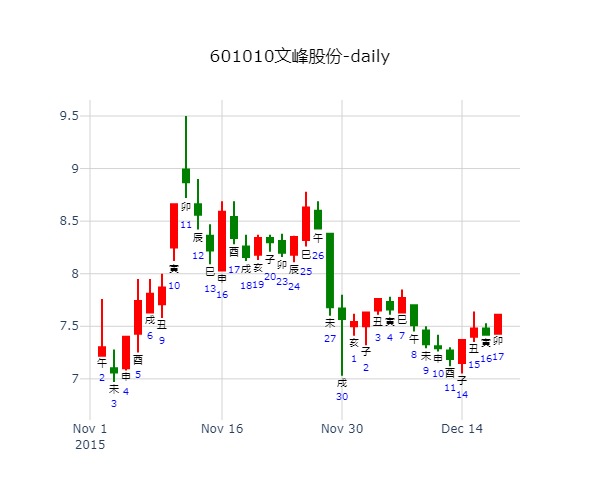 601010文峰股份-daily
9.5
9
8.5
8
7.5
7
午
2
未
3
申
4
酉
5
戌
6
丑
9
寅
10
卯
11
辰
12
巳
13
申
16
酉
17
戌
18
亥
19
子
20
卯
23
辰
24
巳
25
午
26
未
27
戌
30
亥
1
子
2
丑
3
寅
4
巳
7
午
8
未
9
申
10
酉
11
子
14
丑
15
寅
16
卯
17
Nov 1
2015
Nov 16
Nov 30
Dec 14